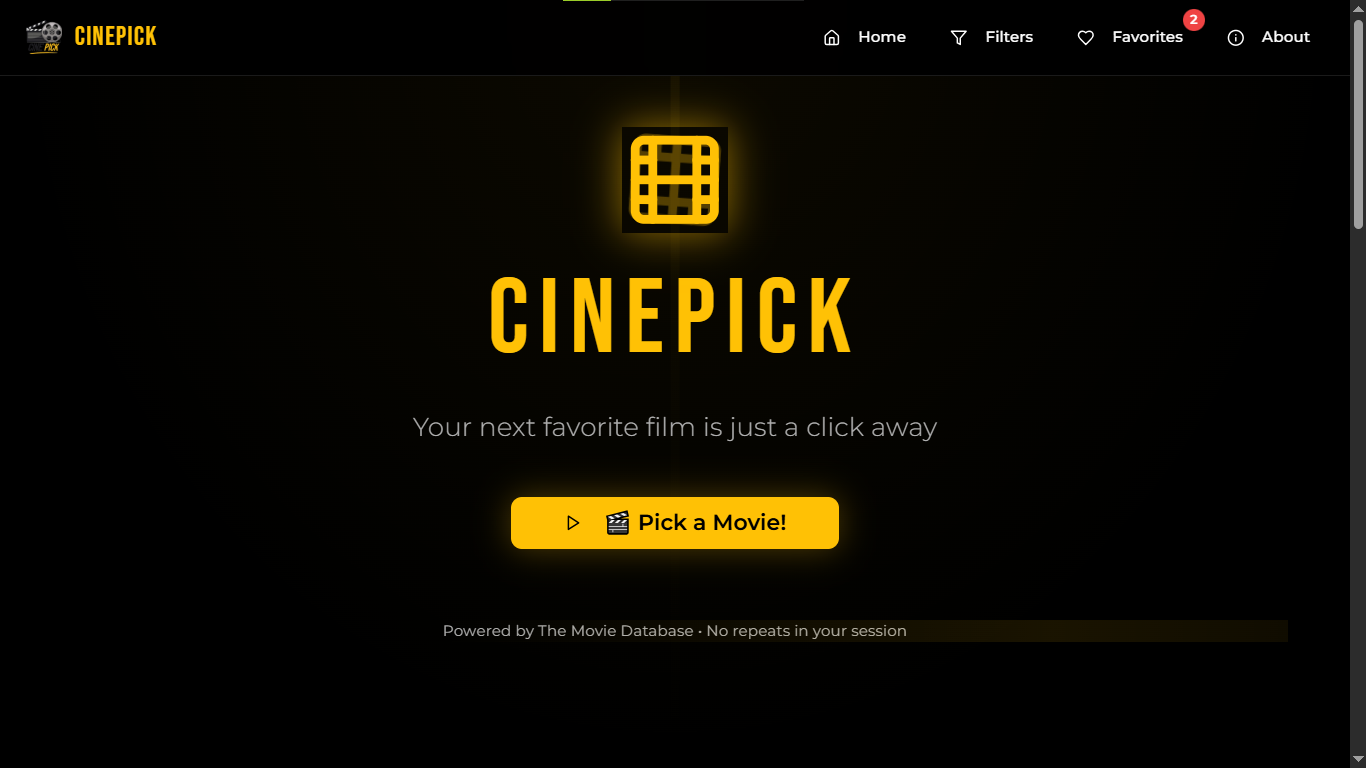 CINEPICK
Home
Filters
Favorites
2
About
CINEPICK
Your next favorite film is just a click away
🎬 Pick a Movie!
Powered by The Movie Database • No repeats in your session